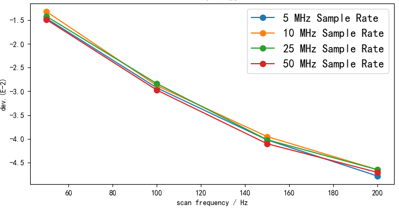 5 MHz Sample Rate
10 MHz Sample Rate
25 MHz Sample Rate
50 MHz Sample Rate
−1.5
−2.0
−2.5
−3.0
−3.5
−4.0
−4.5
dev.(E-2)
60
80
100
120
140
160
180
200
scan frequency / Hz